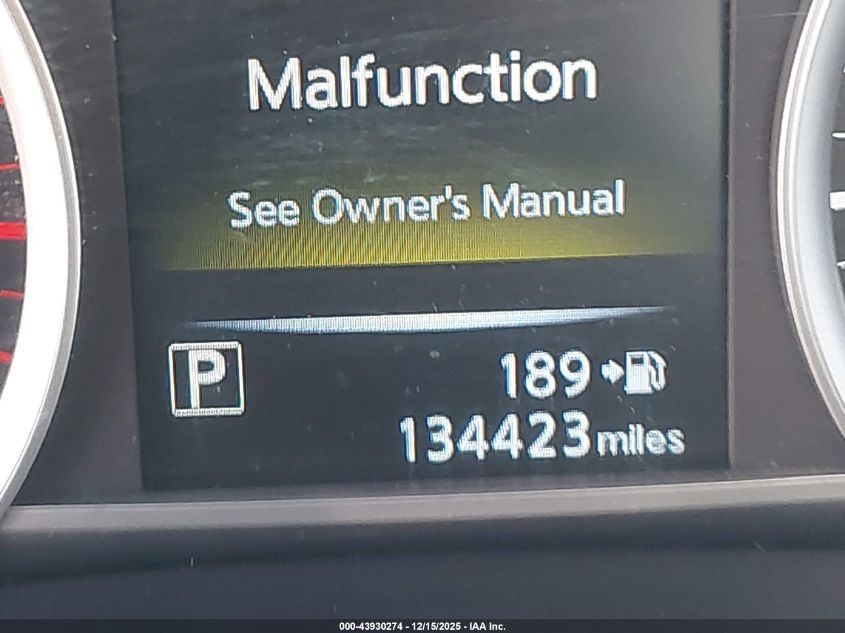 Malfunction
See Owner's Manual
P 189
134423 miles
000-43930274 - 12/15/2025 - IAA Inc.